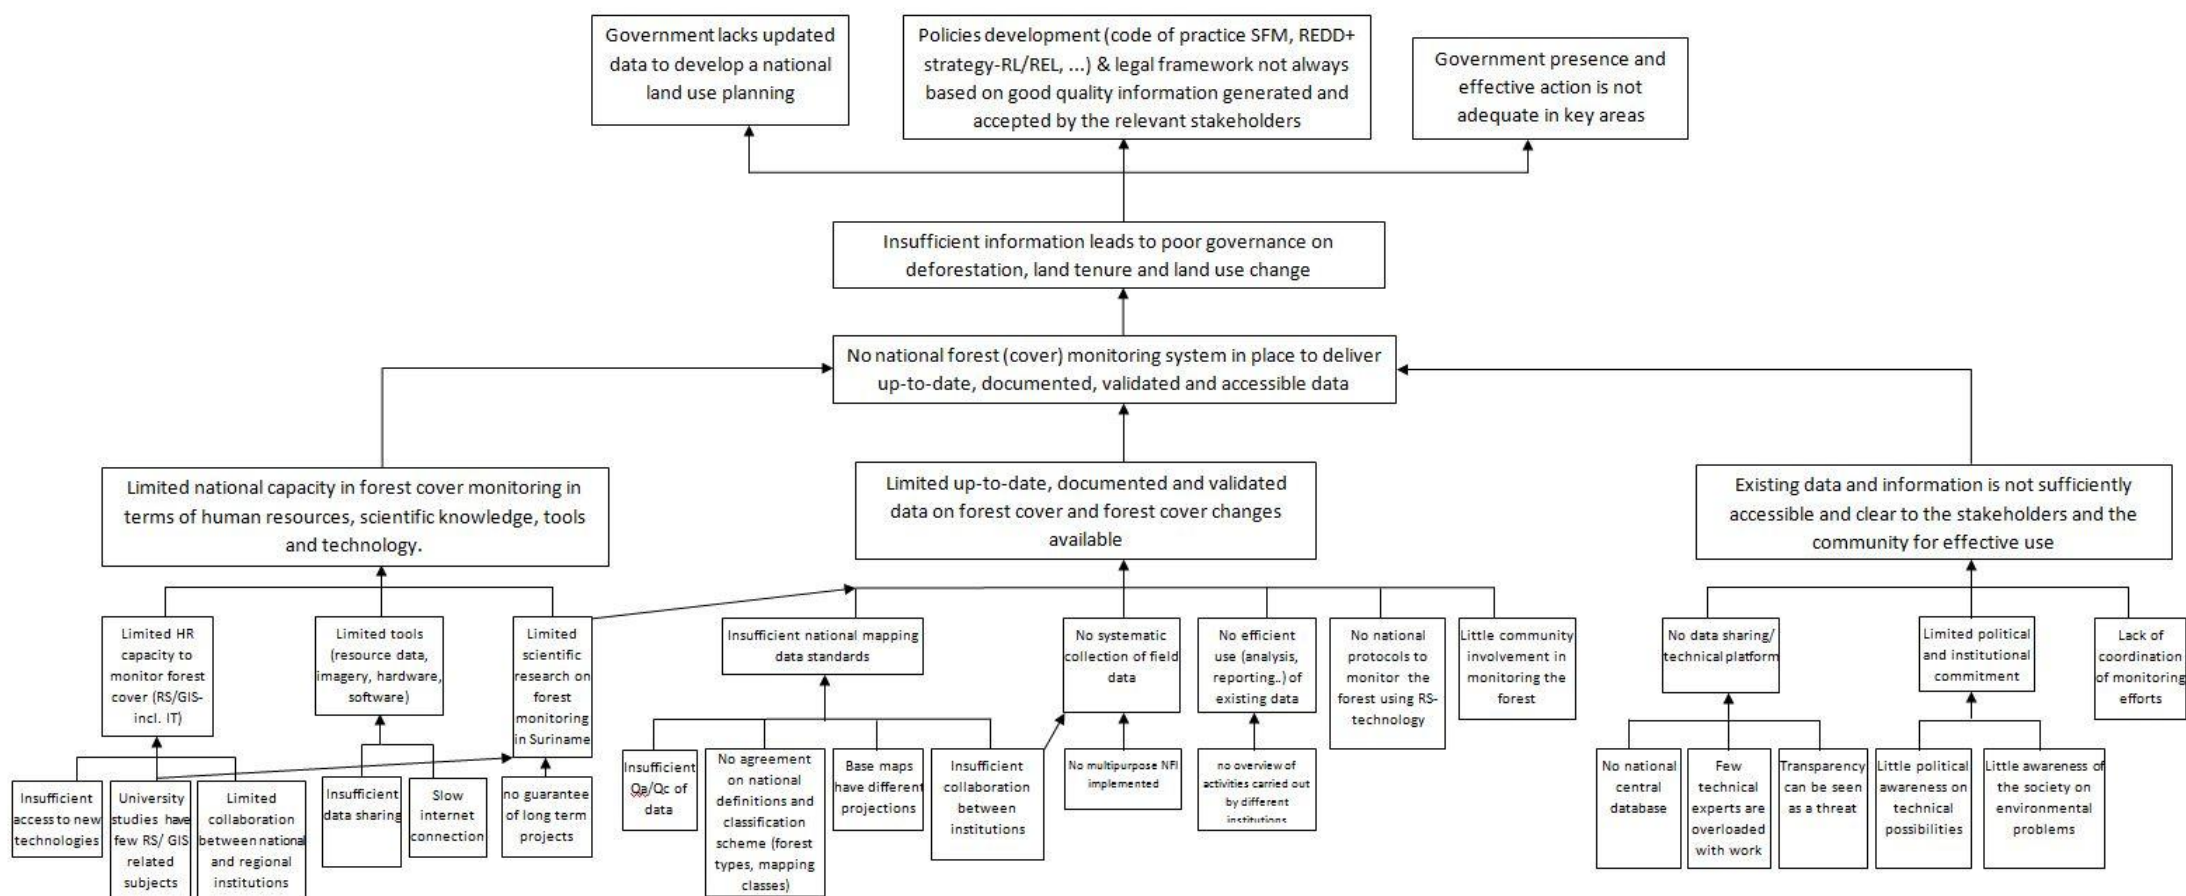 Government lacks updated
data to develop a national
land use planning
Policies development (code of practice SFM, REDD+
strategy-RL/REL, ...) & legal framework not always
based on good quality information generated and
accepted by the relevant stakeholders
Government presence and
effective action is not
adequate in key areas
Insufficient information leads to poor governance on
deforestation, land tenure and land use change
No national forest (cover) monitoring system in place to deliver
up-to-date, documented, validated and accessible data
Limited national capacity in forest cover monitoring in
terms of human resources, scientific knowledge, tools
and technology.
Limited up-to-date, documented and validated
data on forest cover and forest cover changes
available
Existing data and information is not sufficiently
accessible and clear to the stakeholders and the
community for effective use
Limited HR
capacity to
monitor forest
cover (RS/GIS-
incl. IT)
Limited tools
(resource data,
imagery, hardware,
software)
Limited
scientific
research on
forest
monitoring
in Suriname
Insufficient national mapping
data standards
No systematic
collection of field
data
No efficient
use (analysis,
reporting..) of
existing data
No national
protocols to
monitor the
forest using RS-
technology
Little community
involvement in
monitoring the
forest
No data sharing/
technical platform
Limited political
and institutional
commitment
Lack of
coordination
of monitoring
efforts
Insufficient
access to new
technologies
University
studies have
few RS/ GIS
related
subjects
Limited
collaboration
between national
and regional
institutions
Insufficient
data sharing
Slow
internet
connection
no guarantee
of long term
projects
Insufficient
Qa/Qc of
data
No agreement
on national
definitions and
classification
scheme (forest
types, mapping
classes)
Base maps
have different
projections
Insufficient
collaboration
between
institutions
No multipurpose NFI
implemented
no overview of
activities carried out
by different
institutions
No national
central
database
Few
technical
experts are
overloaded
with work
Transparency
can be seen
as a threat
Little political
awareness on
technical
possibilities
Little awareness of
the society on
environmental
problems